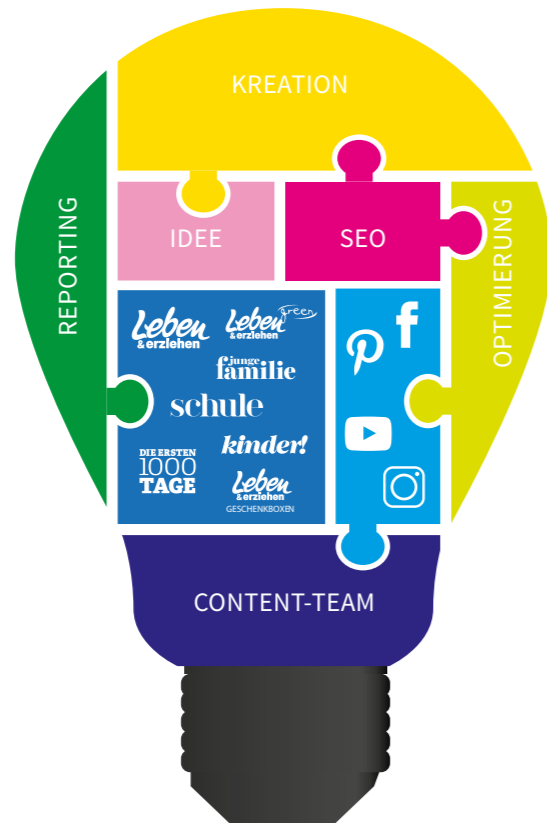 KREATION
REPORTING
IDEE
SEO
OPTIMIERUNG
Leben
& erziehen
Leben green
& erziehen
junge
familie
schule
kinder!
DIE ERSTEN
1000
TAGE
Leben
& erziehen
GESCHENKBOXEN
CONTENT-TEAM